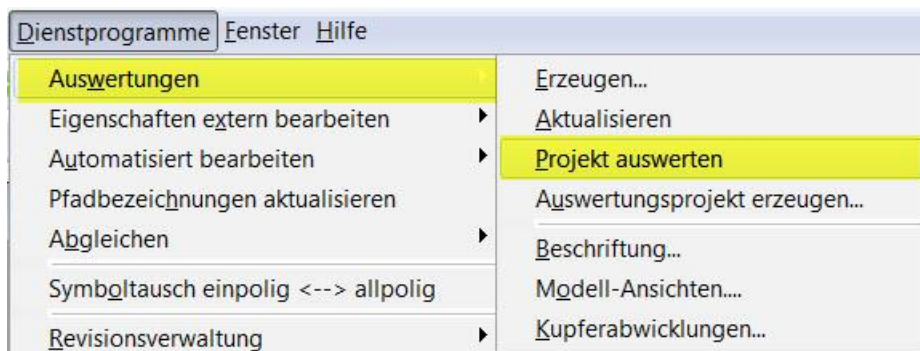 Dienstprogramme Fenster Hilfe
Auswertungen
Eigenschaften extern bearbeiten
Automatisiert bearbeiten
Pfadbezeichnungen aktualisieren
Abgleichen
Symboltausch einpolig <--> allpolig
Revisionsverwaltung
Erzeugen...
Aktualisieren
Projekt auswerten
Auswertungsprojekt erzeugen...
Beschriftung...
Modell-Ansichten....
Kupferabwicklungen...